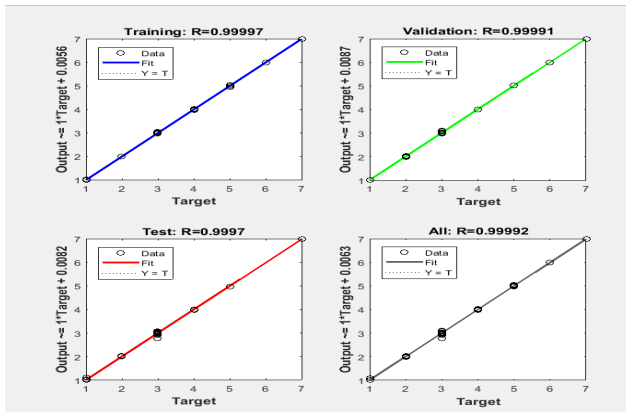 Training: R=0.99997
Output ~= 1*Target + 0.0056
7
6
5
4
3
2
1
Data
Fit
Y = T
1 2 3 4 5 6 7
Target
Validation: R=0.99991
Output ~= 1*Target + 0.0087
7
6
5
4
3
2
1
Data
Fit
Y = T
1 2 3 4 5 6 7
Target
Test: R=0.9997
Output ~= 1*Target + 0.0082
7
6
5
4
3
2
1
Data
Fit
Y = T
1 2 3 4 5 6 7
Target
All: R=0.99992
Output ~= 1*Target + 0.0063
7
6
5
4
3
2
1
Data
Fit
Y = T
1 2 3 4 5 6 7
Target